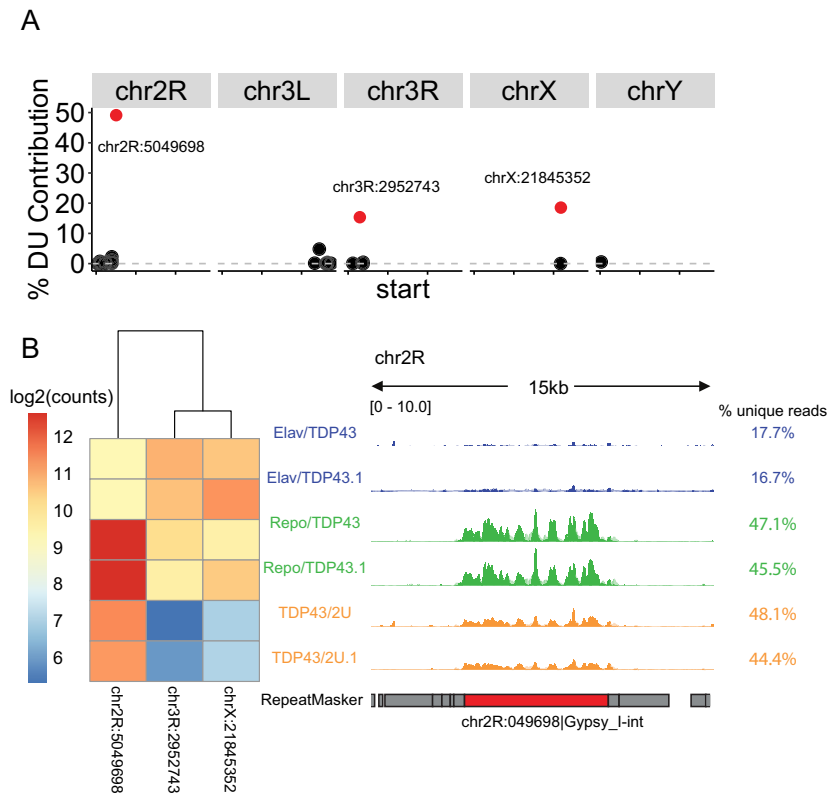 A
chr2R chr3L chr3R chrX chrY
% DU Contribution
50
40
30
20
10
0
chr2R:5049698
chr3R:2952743
chrX:21845352
start
B
log2(counts)
12
11
10
9
8
7
6
chr2R:5049698
chr3R:2952743
chrX:21845352
chr2R
15kb
[0 - 10.0]
% unique reads
Elav/TDP43 17.7%
Elav/TDP43.1 16.7%
Repo/TDP43 47.1%
Repo/TDP43.1 45.5%
TDP43/2U 48.1%
TDP43/2U.1 44.4%
RepeatMasker
chr2R:049698|Gypsy_I-int